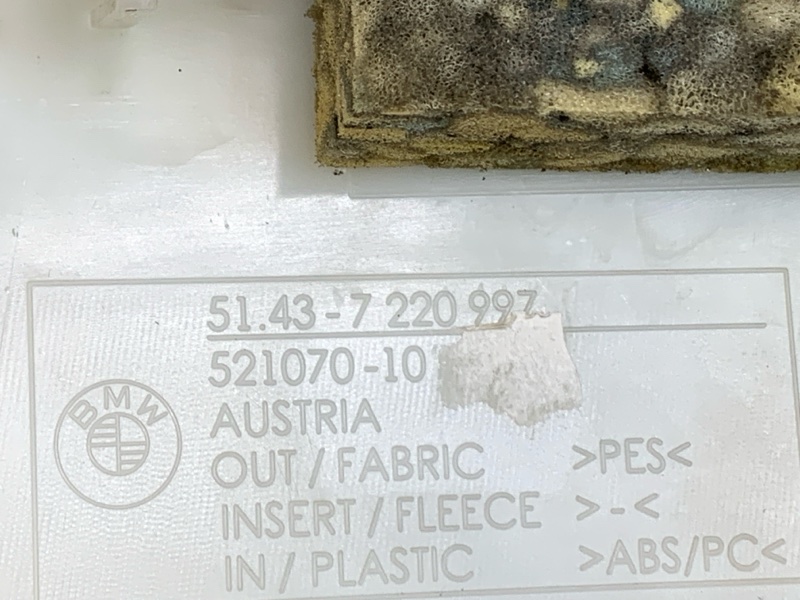 51.43-7 220 997
521070-10
BMW
AUSTRIA
OUT/FABRIC >PES<
INSERT/FLEECE >-<
IN/PLASTIC >ABS/PC<